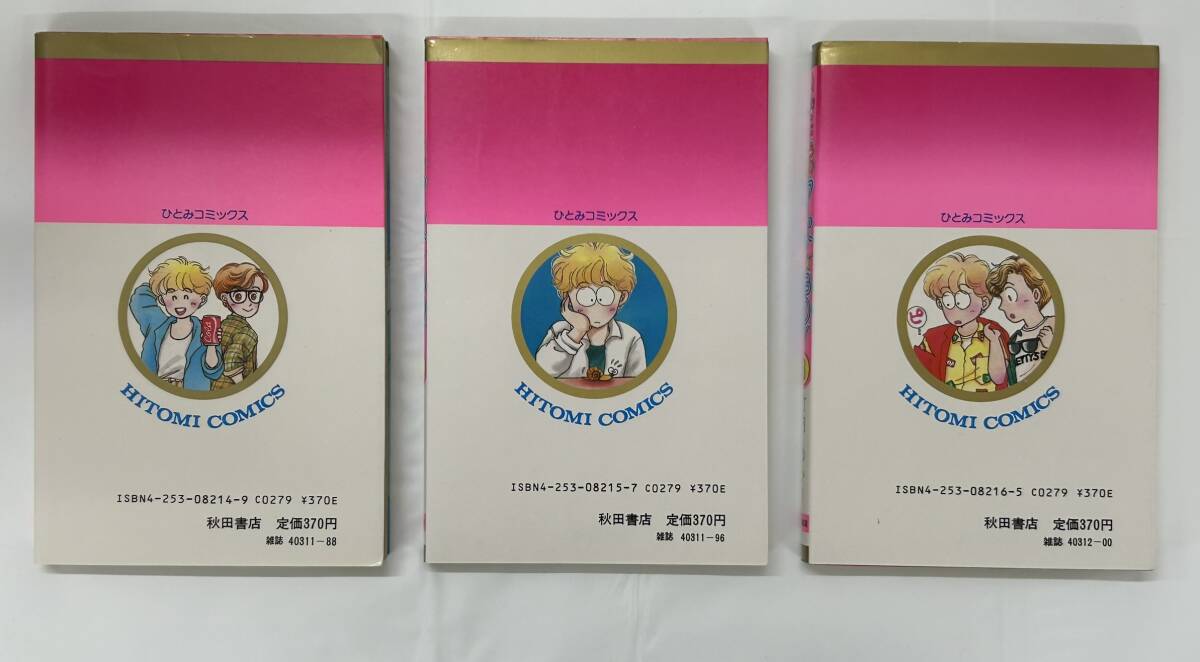 ひとみコミックス
HITOMI COMICS
ISBN4-253-08214-9 C0279 ¥370E
秋田書店 定価370円
雑誌 40311-88
ひとみコミックス
HITOMI COMICS
ISBN4-253-08215-7 C0279 ¥370E
秋田書店 定価370円
雑誌 40311-96
ひとみコミックス
ピ
HITOMI COMICS
ISBN4-253-08216-5 C0279 ¥370E
秋田書店 定価370円
雑誌 40312-00